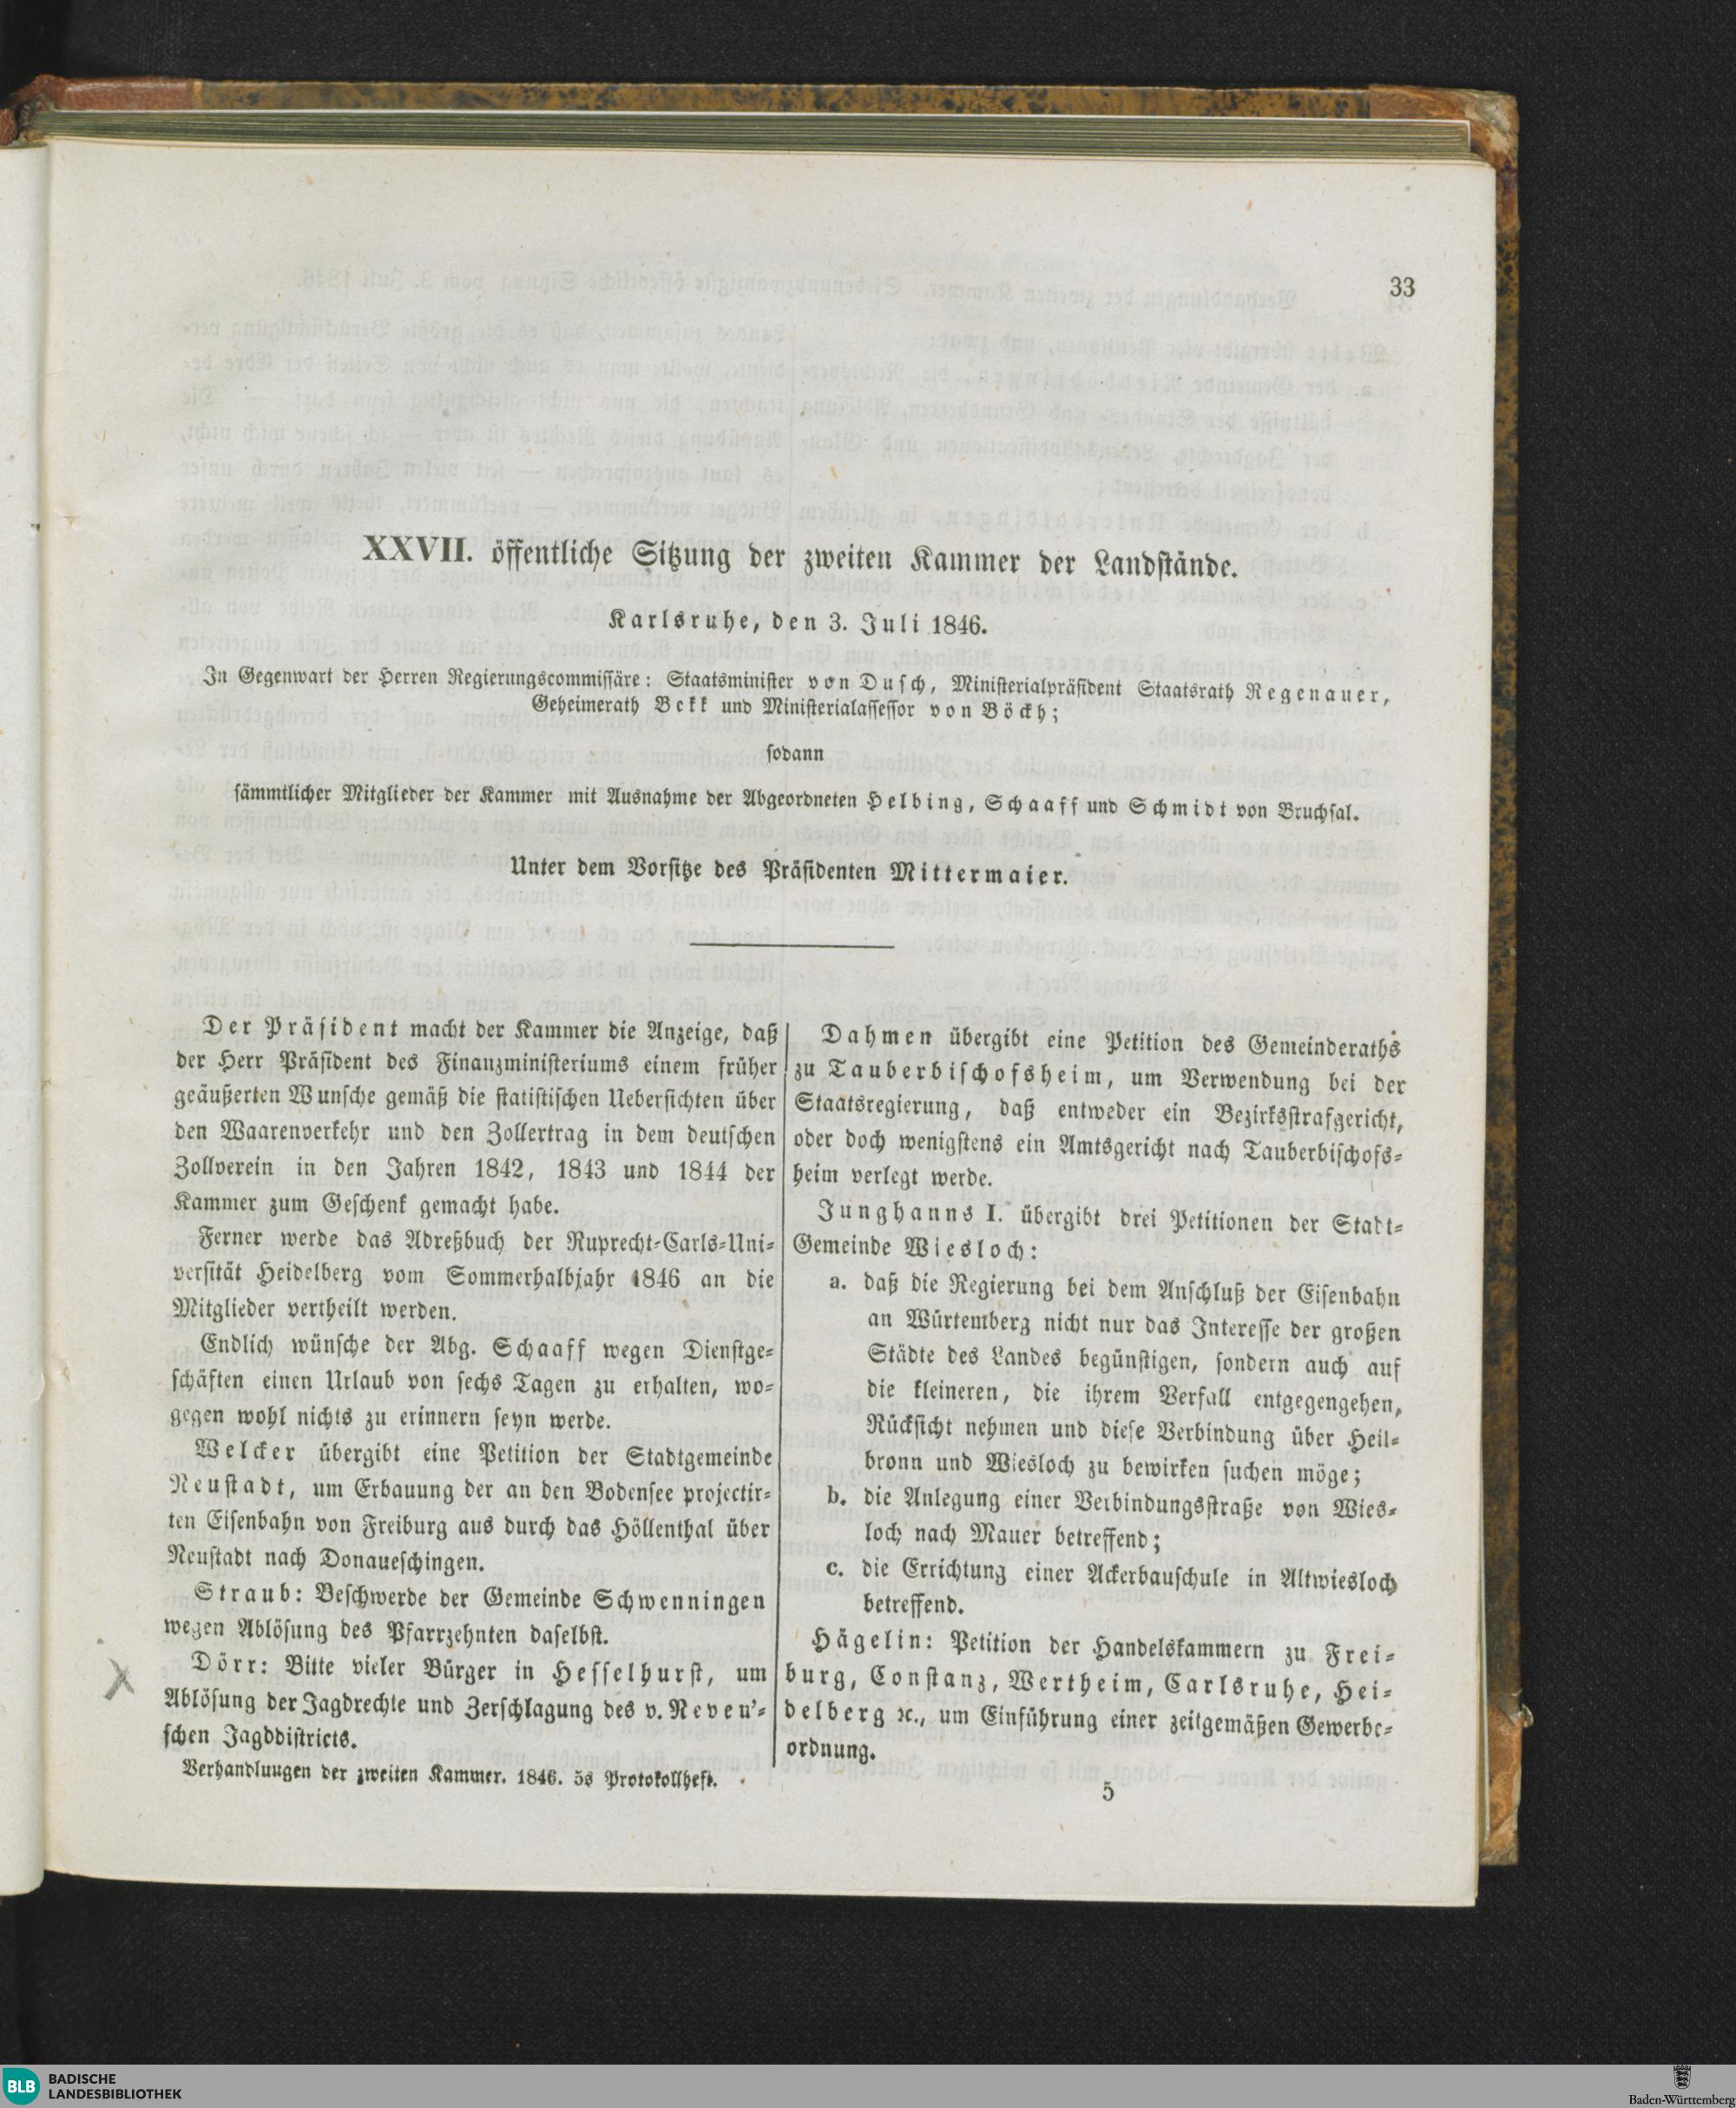 33
XXVII. öffentliche Sitzung der zweiten Kammer der Landstände.
Karlsruhe, den 3. Juli 1846.
In Gegenwart der Herren Regierungscommissäre: Staatsminister von Dusch, Ministerialpräsident Staatsrath Regenauer,
Geheimerath Bekk und Ministerialassessor von Böckh;
sodann
sämmtlicher Mitglieder der Kammer mit Ausnahme der Abgeordneten Helbing, Schaaff und Schmidt von Bruchsal.
Unter dem Vorsitze des Präsidenten Mittermaier.
Der Präsident macht der Kammer die Anzeige, daß
der Herr Präsident des Finanzministeriums einem früher
geäußerten Wunsche gemäß die statistischen Uebersichten über
den Waarenverkehr und den Zollertrag in dem deutschen
Zollverein in den Jahren 1842, 1843 und 1844 der
Kammer zum Geschenk gemacht habe.
Ferner werde das Adreßbuch der Ruprecht-Carls-Uni-
versität Heidelberg vom Sommerhalbjahr 1846 an die
Mitglieder vertheilt werden.
Endlich wünsche der Abg. Schaaff wegen Dienstge-
schäften einen Urlaub von sechs Tagen zu erhalten, wo-
gegen wohl nichts zu erinnern seyn werde.
Welcker übergibt eine Petition der Stadtgemeinde
Neustadt, um Erbauung der an den Bodensee projectir-
ten Eisenbahn von Freiburg aus durch das Höllenthal über
Neustadt nach Donaueschingen.
Straub: Beschwerde der Gemeinde Schwenningen
wegen Ablösung des Pfarrzehnten daselbst.
Dörr: Bitte vieler Bürger in Hesselhurst, um
Ablösung der Jagdrechte und Zerschlagung des v. Neveu'-
schen Jagddistricts.
Verhandluugen der zweiten Kammer. 1846. 5s Protokollheft.
Dahmen übergibt eine Petition des Gemeinderaths
zu Tauberbischofsheim, um Verwendung bei der
Staatsregierung, daß entweder ein Bezirksstrafgericht,
oder doch wenigstens ein Amtsgericht nach Tauberbischofs-
heim verlegt werde.
Junghanns I. übergibt drei Petitionen der Stadt-
Gemeinde Wiesloch:
a. daß die Regierung bei dem Anschluß der Eisenbahn
an Würtemberg nicht nur das Interesse der großen
Städte des Landes begünstigen, sondern auch auf
die kleineren, die ihrem Verfall entgegengehen,
Rücksicht nehmen und diese Verbindung über Heil-
bronn und Wiesloch zu bewirken suchen möge;
b. die Anlegung einer Verbindungsstraße von Wies-
loch nach Mauer betreffend;
c. die Errichtung einer Ackerbauschule in Altwiesloch
betreffend.
Hägelin: Petition der Handelskammern zu Frei-
burg, Constanz, Wertheim, Carlsruhe, Hei-
delberg ꝛc., um Einführung einer zeitgemäßen Gewerbe-
ordnung.
5
BLB BADISCHE
LANDESBIBLIOTHEK
Baden-Württemberg